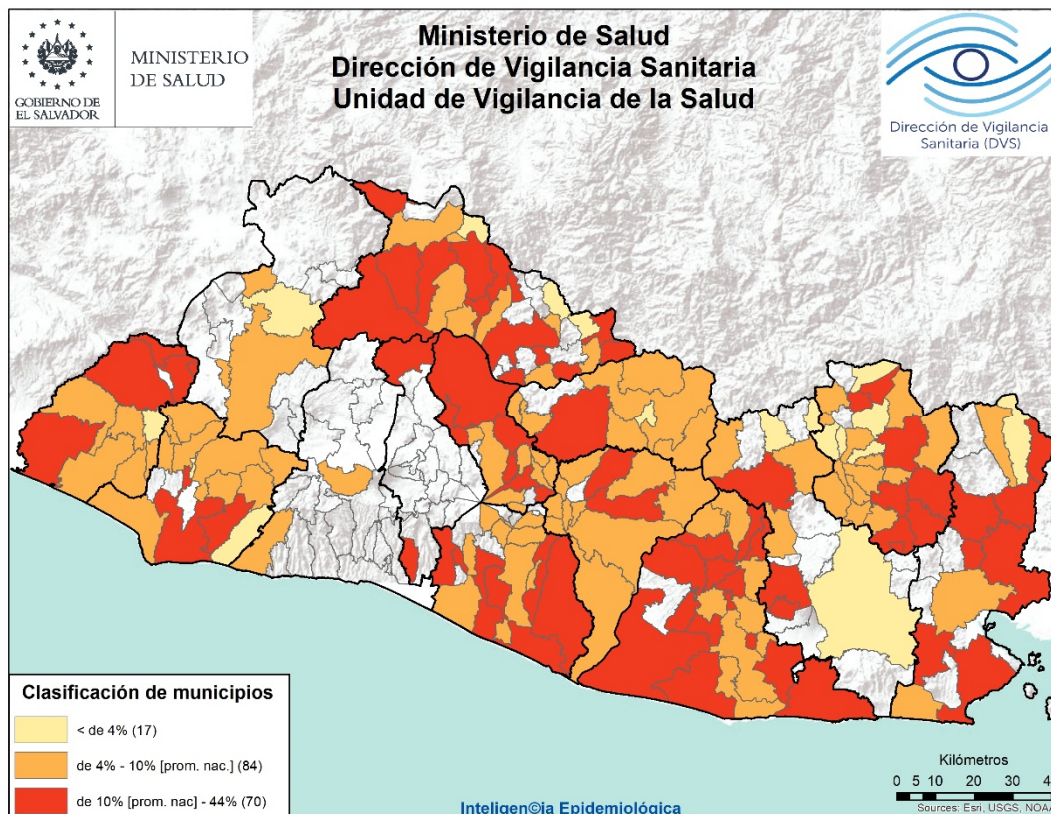 GOBIERNO DE
EL SALVADOR
MINISTERIO
DE SALUD
Ministerio de Salud
Dirección de Vigilancia Sanitaria
Unidad de Vigilancia de la Salud
Dirección de Vigilancia
Sanitaria (DVS)
Clasificación de municipios
< de 4% (17)
de 4% - 10% [prom. nac.] (84)
de 10% [prom. nac] - 44% (70)
Inteligen©ia Epidemiológica
Kilómetros
0 5 10 20 30 4
Sources: Esri, USGS, NOAA